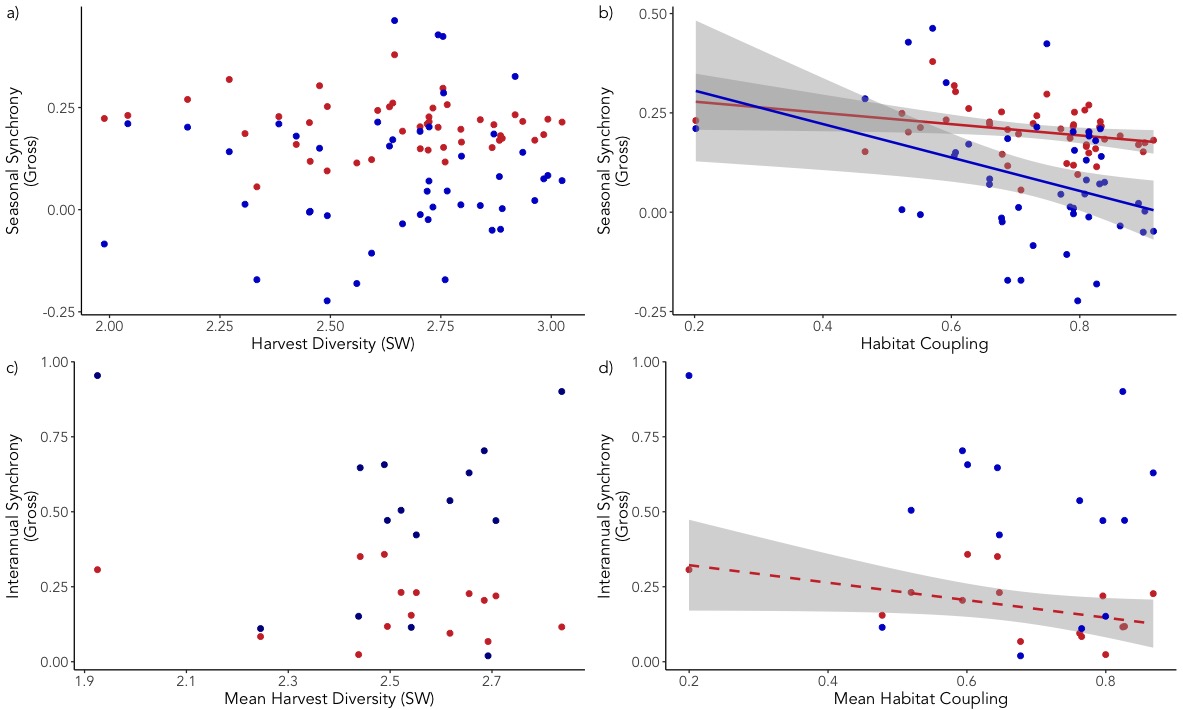 a)
Seasonal Synchrony
(Gross)
0.25
0.00
-0.25
2.00 2.25 2.50 2.75 3.00
Harvest Diversity (SW)
b)
Seasonal Synchrony
(Gross)
0.50
0.25
0.00
-0.25
0.2 0.4 0.6 0.8
Habitat Coupling
c)
Interannual Synchrony
(Gross)
1.00
0.75
0.50
0.25
0.00
1.9 2.1 2.3 2.5 2.7
Mean Harvest Diversity (SW)
d)
Interannual Synchrony
(Gross)
1.00
0.75
0.50
0.25
0.00
0.2 0.4 0.6 0.8
Mean Habitat Coupling